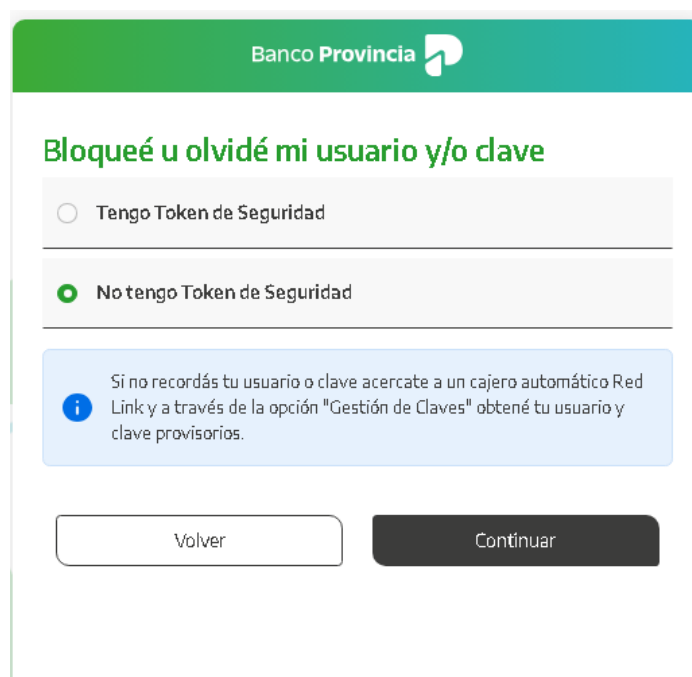 Banco Provincia
Bloqueé u olvidé mi usuario y/o clave
Tengo Token de Seguridad
No tengo Token de Seguridad
Si no recordás tu usuario o clave acercate a un cajero automático Red
Link y a través de la opción "Gestión de Claves" obtené tu usuario y
clave provisorios.
Volver
Continuar